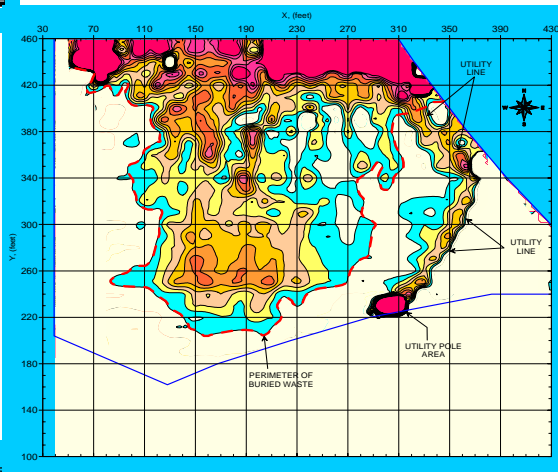 X, (feet)
30 70 110 150 190 230 270 310 350 390 430
460
420
380
340
300
260
220
180
140
100
Y, (feet)
UTILITY
LINE
N
W E
S
UTILITY
LINE
UTILITY POLE
AREA
PERIMETER OF
BURIED WASTE